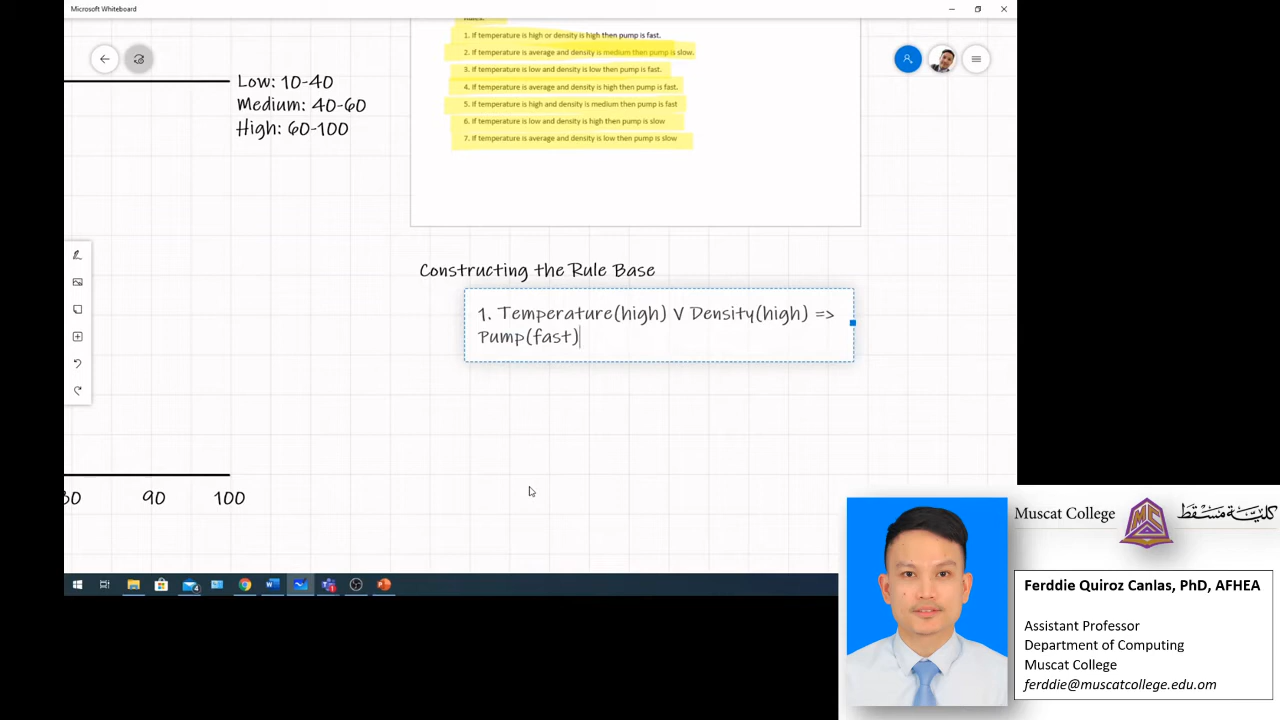 Microsoft Whiteboard
1. If temperature is high or density is high then pump is fast.
2. If temperature is average and density is medium then pump is slow.
3. If temperature is low and density is low then pump is fast.
4. If temperature is average and density is high then pump is fast.
5. If temperature is high and density is medium then pump is fast
6. If temperature is low and density is high then pump is slow
7. If temperature is average and density is low then pump is slow
Low: 10-40
Medium: 40-60
High: 60-100
Constructing the Rule Base
1. Temperature(high) V Density(high) =>
Pump(fast)
90 100
Muscat College كلية مسقط
Ferddie Quiroz Canlas, PhD, AFHEA
Assistant Professor
Department of Computing
Muscat College
ferddie@muscatcollege.edu.om